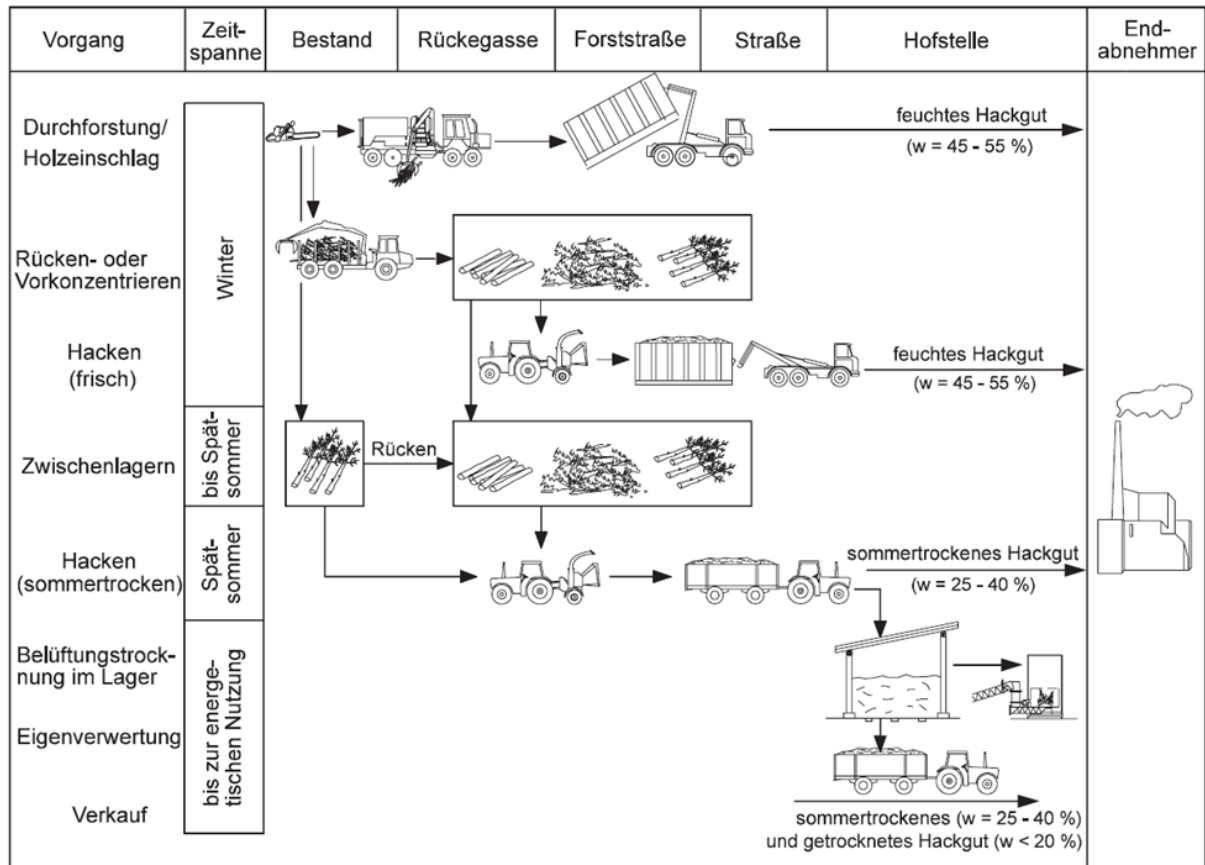 Vorgang
Zeit-
spanne
Bestand
Rückegasse
Forststraße
Straße
Hofstelle
End-
abnehmer
Durchforstung/
Holzeinschlag
Winter
feuchtes Hackgut
(w = 45 - 55 %)
Rücken- oder
Vorkonzentrieren
Hacken
(frisch)
feuchtes Hackgut
(w = 45 - 55 %)
Zwischenlagern
bis Spät-
sommer
Rücken
Hacken
(sommertrocken)
Spät-
sommer
sommertrockenes Hackgut
(w = 25 - 40 %)
Belüftungstrock-
nung im Lager
bis zur energe-
tischen Nutzung
Eigenverwertung
Verkauf
sommertrockenes (w = 25 - 40 %)
und getrocknetes Hackgut (w < 20 %)